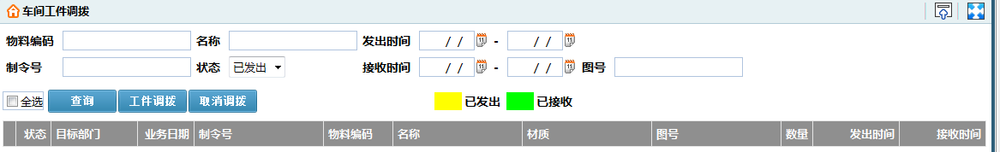 车间工件调拨
物料编码 名称 发出时间 / / 11 - / / 11
制令号 状态 已发出 接收时间 / / 11 - / / 11 图号
全选 查询 工件调拨 取消调拨 已发出 已接收
状态 目标部门 业务日期 制令号 物料编码 名称 材质 图号 数量 发出时间 接收时间